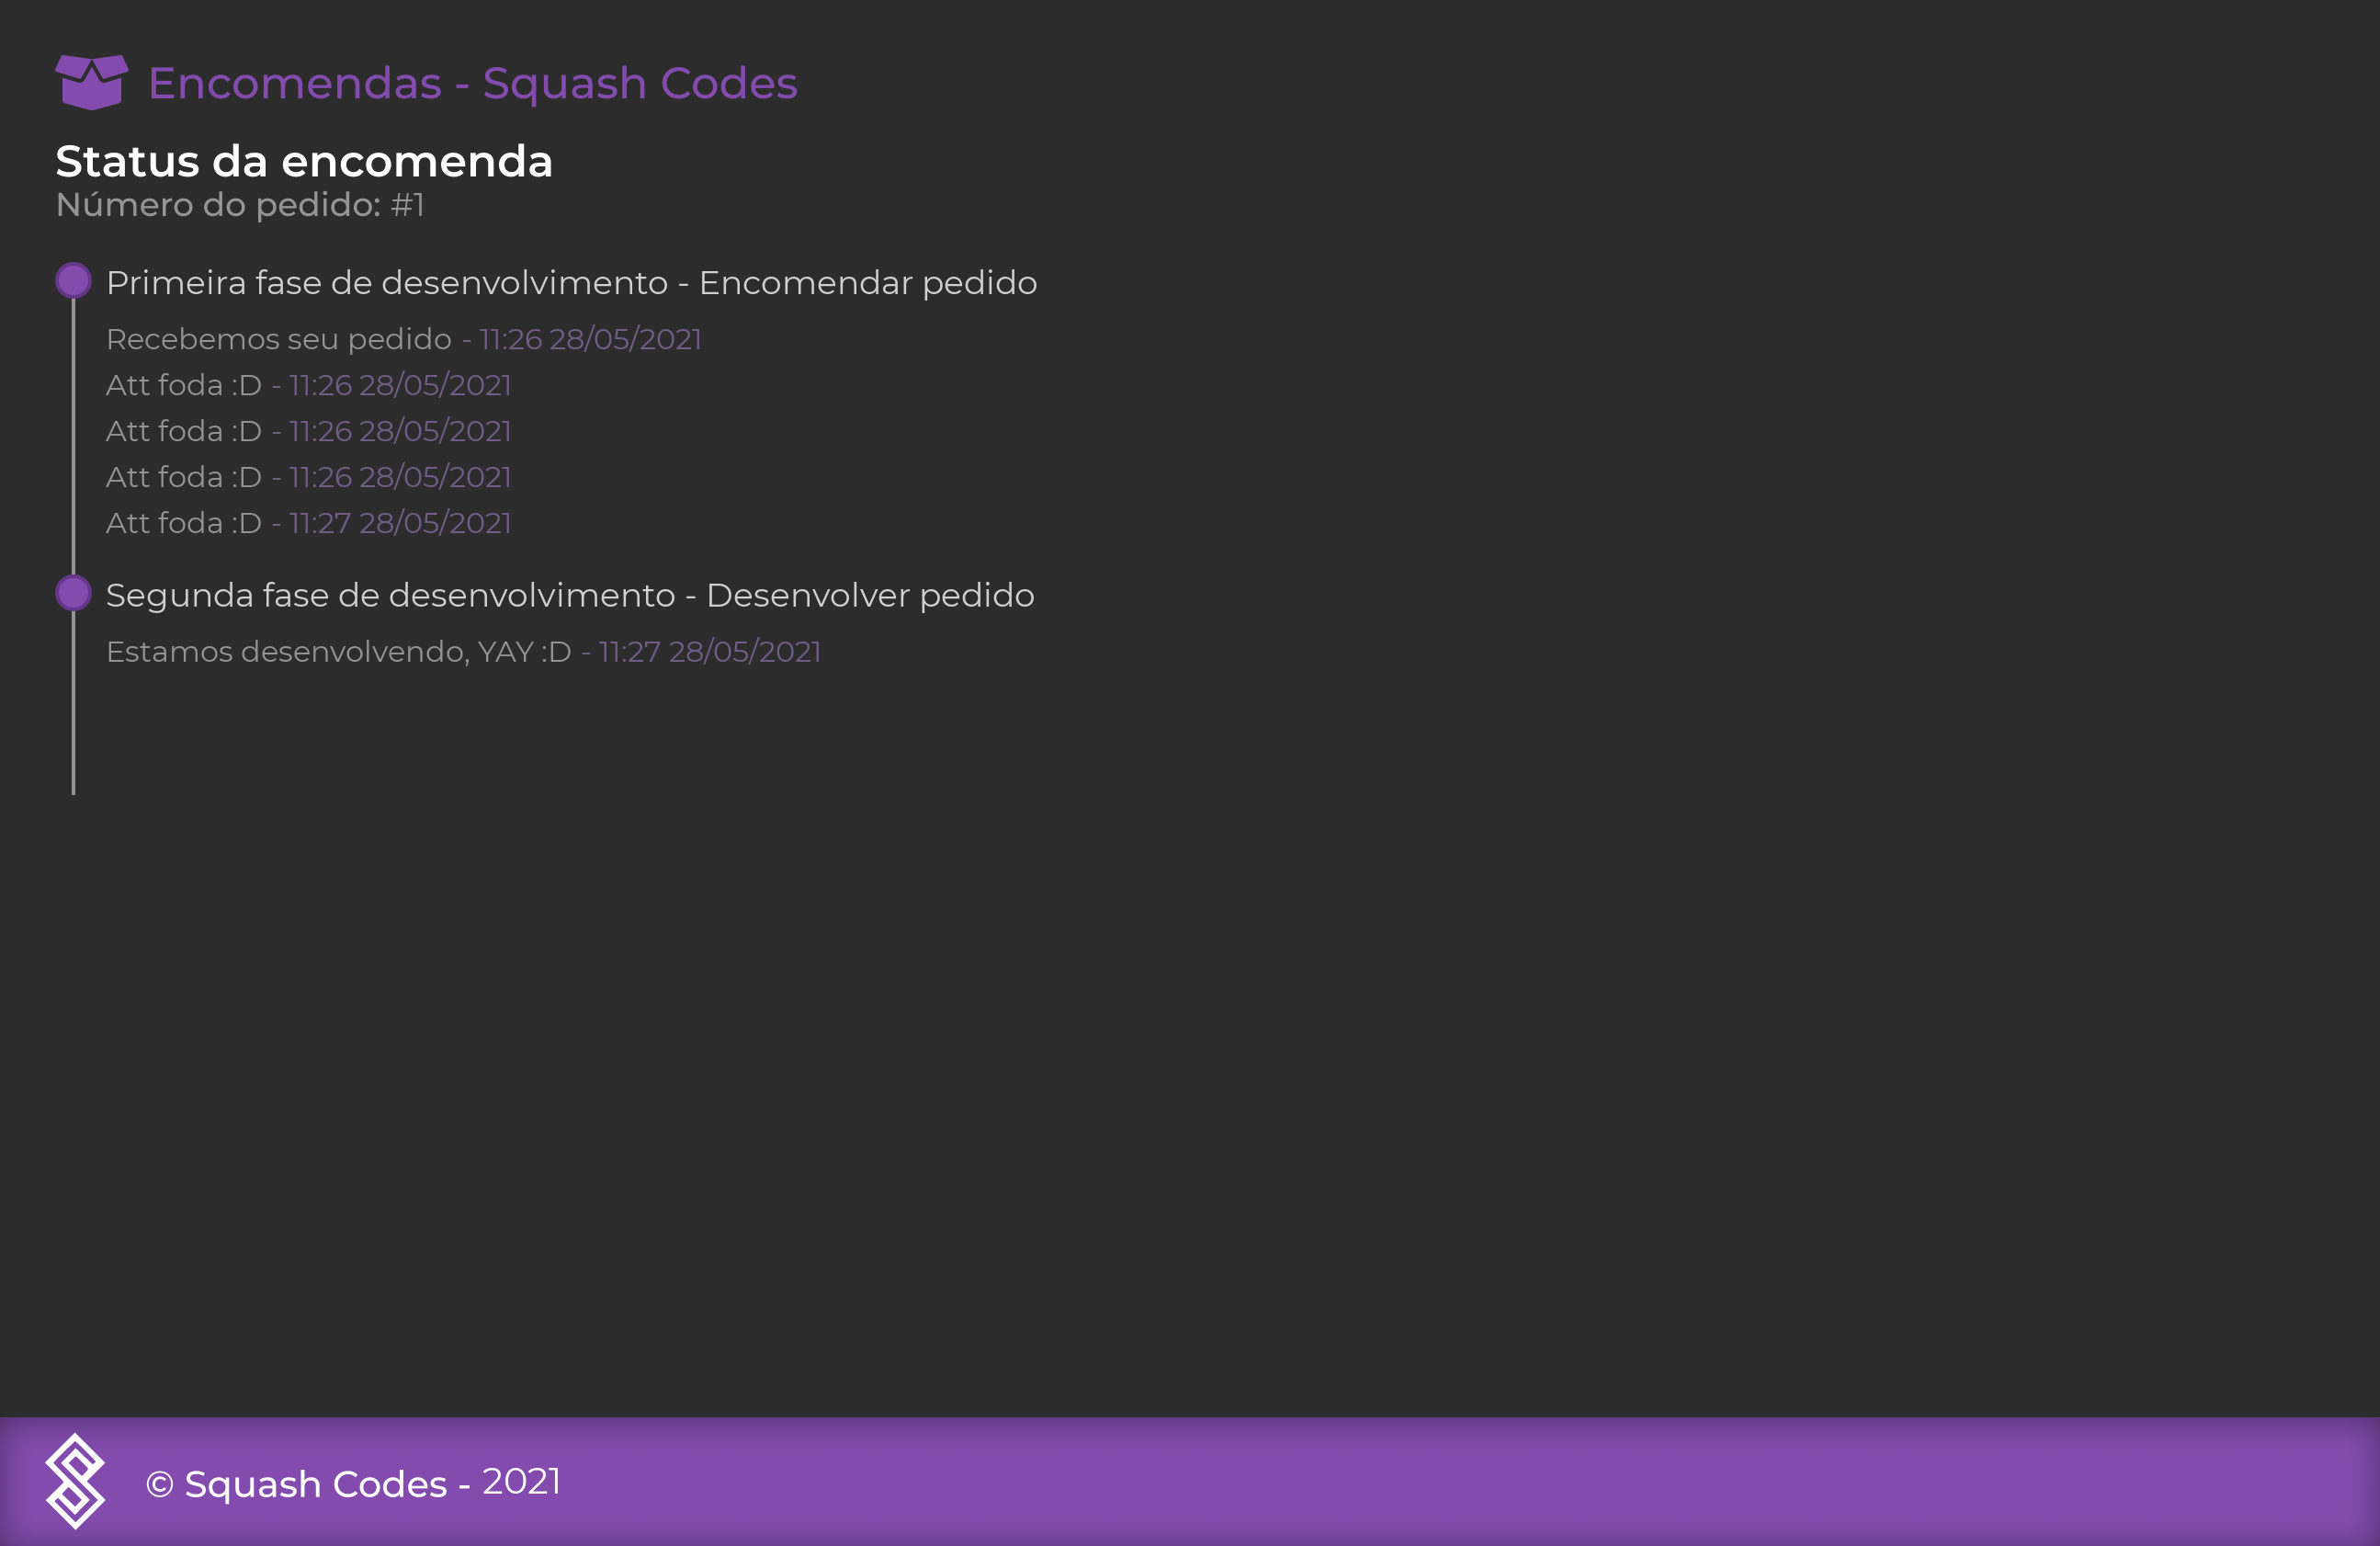 Encomendas - Squash Codes
Status da encomenda
Número do pedido: #1
Primeira fase de desenvolvimento - Encomendar pedido
Recebemos seu pedido - 11:26 28/05/2021
Att foda :D - 11:26 28/05/2021
Att foda :D - 11:26 28/05/2021
Att foda :D - 11:26 28/05/2021
Att foda :D - 11:27 28/05/2021
Segunda fase de desenvolvimento - Desenvolver pedido
Estamos desenvolvendo, YAY :D - 11:27 28/05/2021
© Squash Codes - 2021